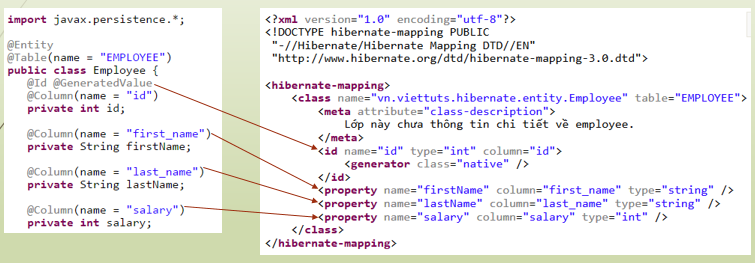 import javax.persistence.*;
@Entity
@Table(name = "EMPLOYEE")
public class Employee {
@Id @GeneratedValue
@Column(name = "id")
private int id;
@Column(name = "first_name")
private String firstName;
@Column(name = "last_name")
private String lastName;
@Column(name = "salary")
private int salary;
<?xml version="1.0" encoding="utf-8"?>
<!DOCTYPE hibernate-mapping PUBLIC
"-//Hibernate/Hibernate Mapping DTD//EN"
"http://www.hibernate.org/dtd/hibernate-mapping-3.0.dtd">
<hibernate-mapping>
<class name="vn.viettuts.hibernate.entity.Employee" table="EMPLOYEE">
<meta attribute="class-description">
Lớp này chưa thông tin chi tiết về employee.
</meta>
<id name="id" type="int" column="id">
<generator class="native" />
</id>
<property name="firstName" column="first_name" type="string" />
<property name="lastName" column="last_name" type="string" />
<property name="salary" column="salary" type="int" />
</class>
</hibernate-mapping>